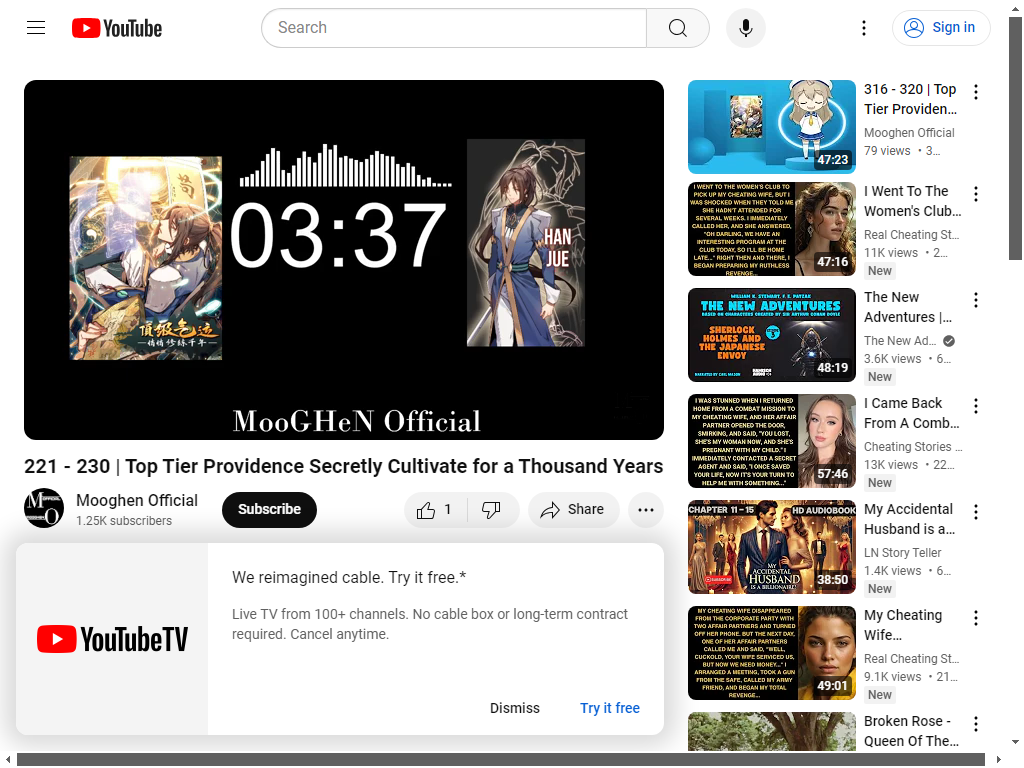 YouTube
Search
Sign in
03:37
HAN
JUE
頂級气运
悄悄修练千年
MooGHeN Official
221 - 230 | Top Tier Providence Secretly Cultivate for a Thousand Years
Mooghen Official
1.25K subscribers
Subscribe
1
Share
We reimagined cable. Try it free.*
Live TV from 100+ channels. No cable box or long-term contract
required. Cancel anytime.
YouTubeTV
Dismiss
Try it free
47:23
316 - 320 | Top
Tier Providen...
Mooghen Official
79 views • 3...
I WENT TO THE WOMEN'S CLUB TO
PICK UP MY CHEATING WIFE, BUT I
WAS SHOCKED WHEN THEY TOLD ME
SHE HADN'T ATTENDED FOR
SEVERAL WEEKS. I IMMEDIATELY
CALLED HER, AND SHE ANSWERED,
"OH DARLING, WE HAVE AN
INTERESTING PROGRAM AT THE
CLUB TODAY, SO I'LL BE HOME
LATE..." RIGHT THEN AND THERE, I
BEGAN PREPARING MY RUTHLESS
REVENGE...
47:16
I Went To The
Women's Club...
Real Cheating St...
11K views • 2...
New
WILLIAM K. STEWART, F. E. PATZKE
THE NEW ADVENTURES
BASED ON CHARACTERS CREATED BY SIR ARTHUR CONAN DOYLE
SHERLOCK
HOLMES AND
THE JAPANESE
ENVOY
NARRATED BY CARL MASON
48:19
The New
Adventures |...
The New Ad...
3.6K views • 6...
New
I WAS STUNNED WHEN I RETURNED
HOME FROM A COMBAT MISSION TO
MY CHEATING WIFE, AND HER AFFAIR
PARTNER OPENED THE DOOR,
SMIRKING, AND SAID, "YOU LOST,
SHE'S MY WOMAN NOW, AND SHE'S
PREGNANT WITH MY CHILD." I
IMMEDIATELY CONTACTED A SECRET
AGENT AND SAID, "I ONCE SAVED
YOUR LIFE, NOW IT'S YOUR TURN TO
HELP ME WITH SOMETHING..."
57:46
I Came Back
From A Comb...
Cheating Stories ...
13K views • 22...
New
CHAPTER 11 – 15
HD AUDIOBOOK
MY
ACCIDENTAL
HUSBAND
IS A BILLIONAIRE!
SUBSCRIBE
38:50
My Accidental
Husband is a...
LN Story Teller
1.4K views • 6...
New
MY CHEATING WIFE DISAPPEARED
FROM THE CORPORATE PARTY WITH
TWO AFFAIR PARTNERS AND TURNED
OFF HER PHONE. BUT THE NEXT DAY,
ONE OF HER AFFAIR PARTNERS
CALLED ME AND SAID, "WELL,
CUCKOLD, YOUR WIFE SERVICED US,
BUT NOW WE NEED MONEY..." I
ARRANGED A MEETING, TOOK A GUN
FROM THE SAFE, CALLED MY ARMY
FRIEND, AND BEGAN MY TOTAL
REVENGE...
49:01
My Cheating
Wife...
Real Cheating St...
9.1K views • 21...
New
Broken Rose -
Queen Of The...